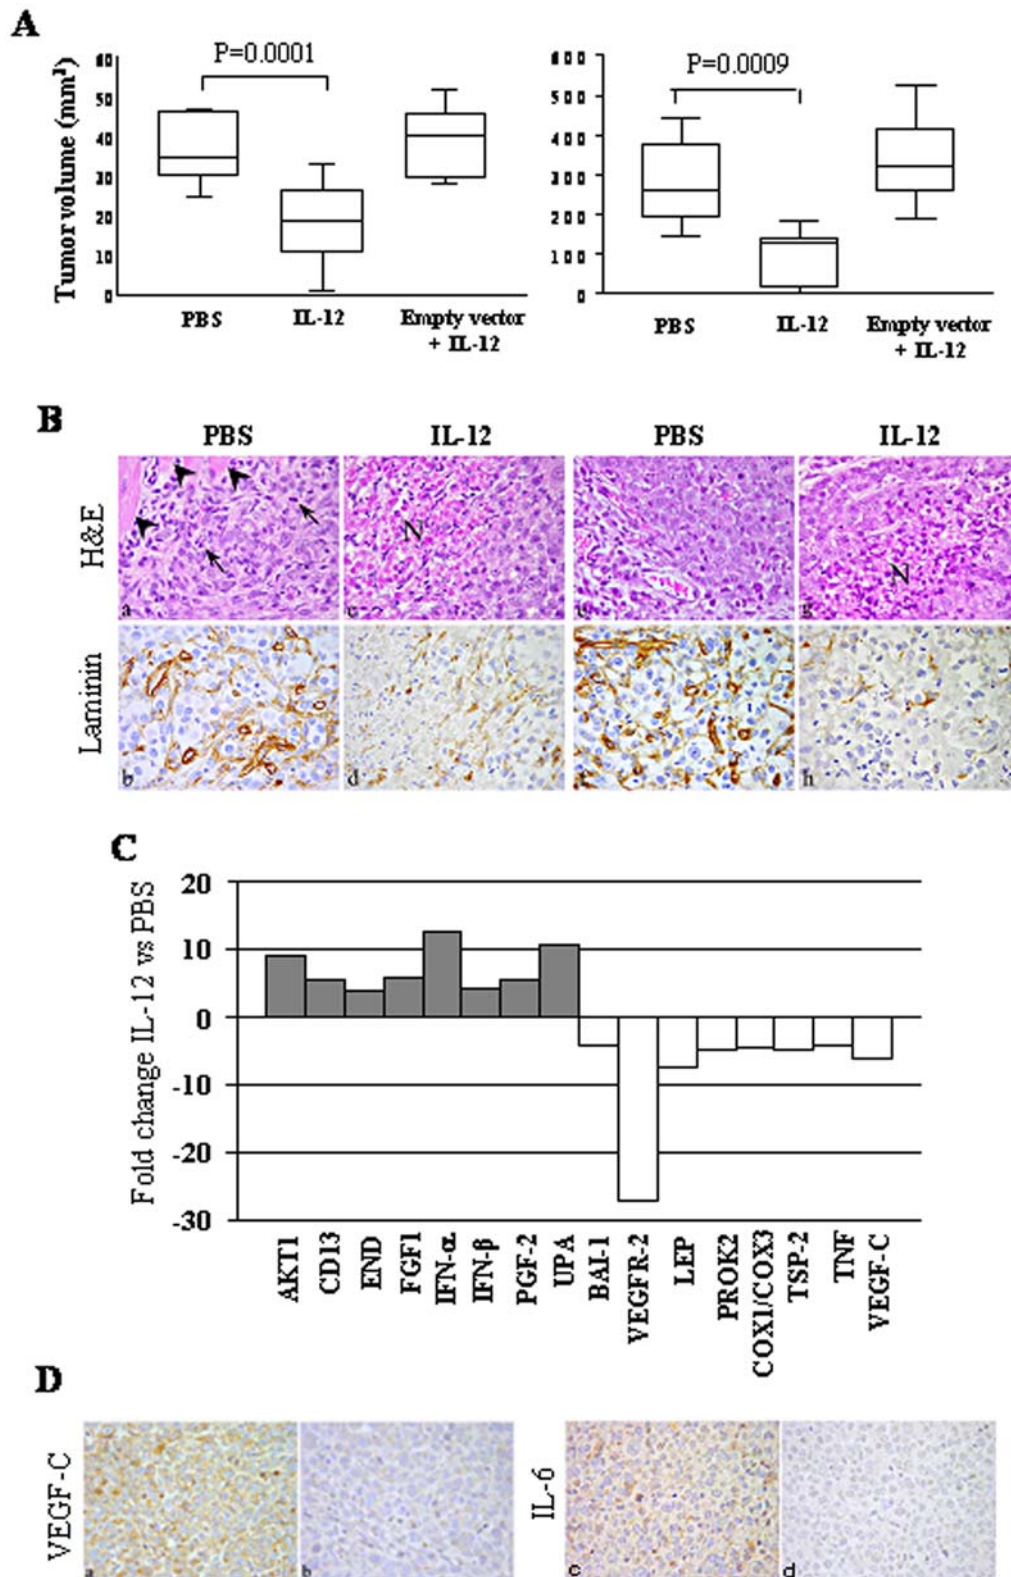 A
Tumor volume (mm³)
60
50
40
30
20
10
0
P=0.0001
PBS
IL-12
Empty vector
+ IL-12
600
500
400
300
200
100
0
P=0.0009
PBS
IL-12
Empty vector
+ IL-12
B
PBS
IL-12
PBS
IL-12
H&E
a
c
N
e
g
N
Laminin
b
d
f
h
C
Fold change IL-12 vs PBS
20
10
0
-10
-20
-30
AKT1
CD13
END
FGF1
IFN-α
IFN-β
PGF-2
UPA
BAI-1
VEGFR-2
LEP
PROK2
COX1/COX3
TSP-2
TNF
VEGF-C
D
VEGF-C
a
b
IL-6
c
d